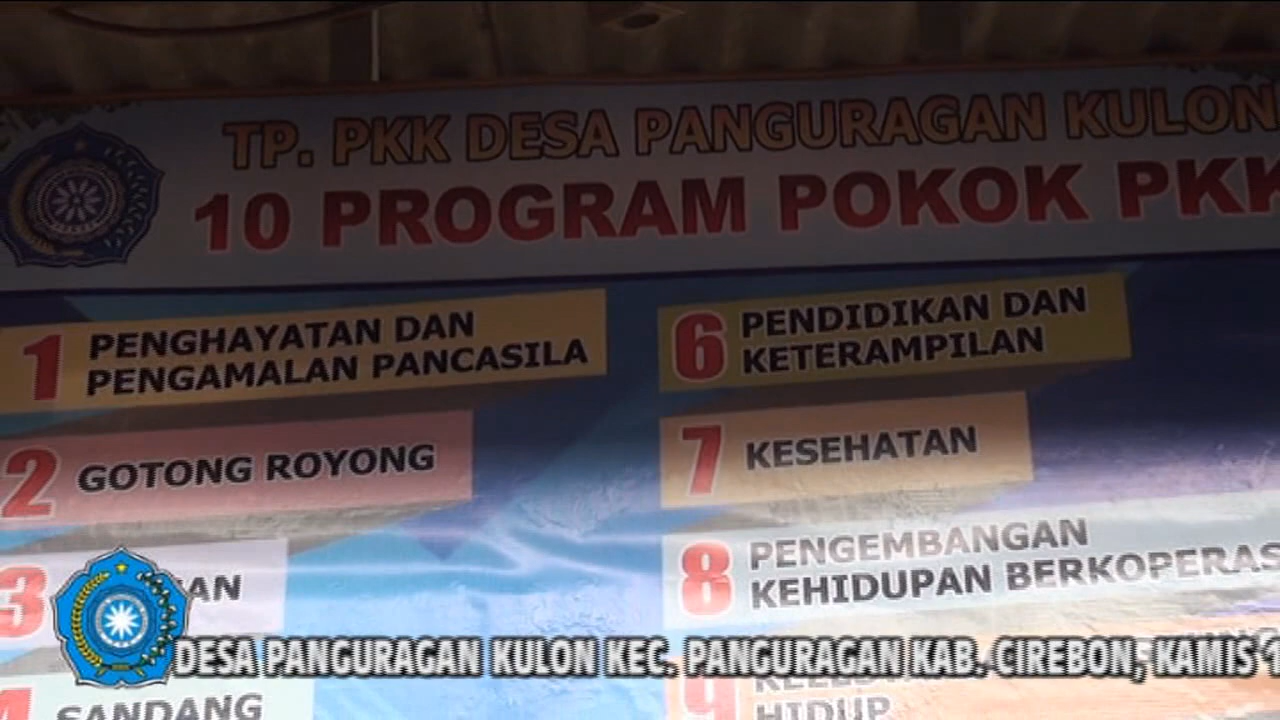 TP. PKK DESA PANGURAGAN KULON
10 PROGRAM POKOK PKK
1 PENGHAYATAN DAN
PENGAMALAN PANCASILA
2 GOTONG ROYONG
3
4 SANDANG
6 PENDIDIKAN DAN
KETERAMPILAN
7 KESEHATAN
8 PENGEMBANGAN
KEHIDUPAN BERKOPERAS
9
HIDUP
DESA PANGURAGAN KULON KEC. PANGURAGAN KAB. CIREBON, KAMIS